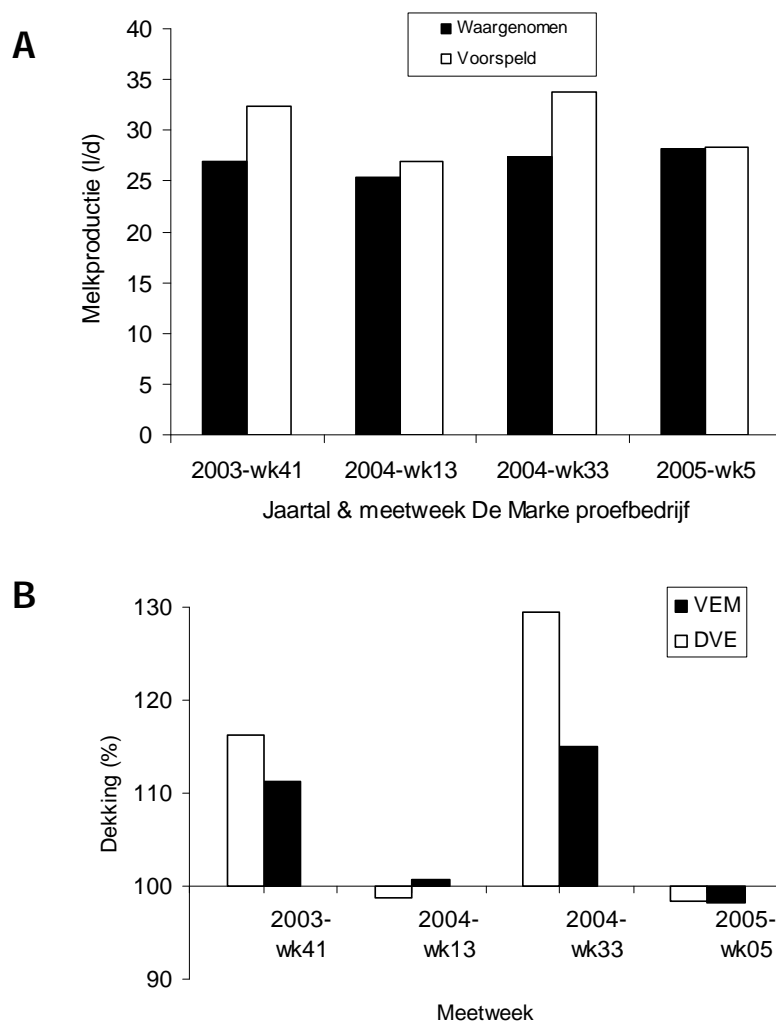 A
Waargenomen
Voorspeld
Melkproductie (l/d)
40
35
30
25
20
15
10
5
0
2003-wk41 2004-wk13 2004-wk33 2005-wk5
Jaartal & meetweek De Marke proefbedrijf
B
VEM
DVE
Dekking (%)
130
120
110
100
90
2003- 2004- 2004- 2005-
wk41 wk13 wk33 wk05
Meetweek